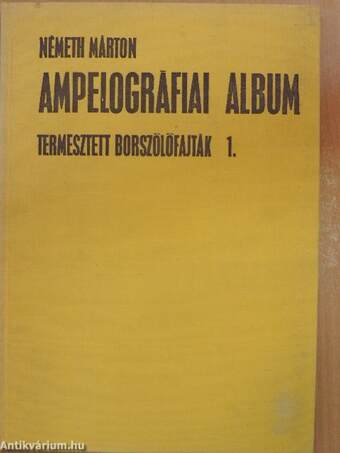 NÉMETH MÁRTON
AMPELOGRÁFIAI ALBUM
TERMESZTETT BORSZŐLŐFAJTÁK 1.
Antikvárium.hu